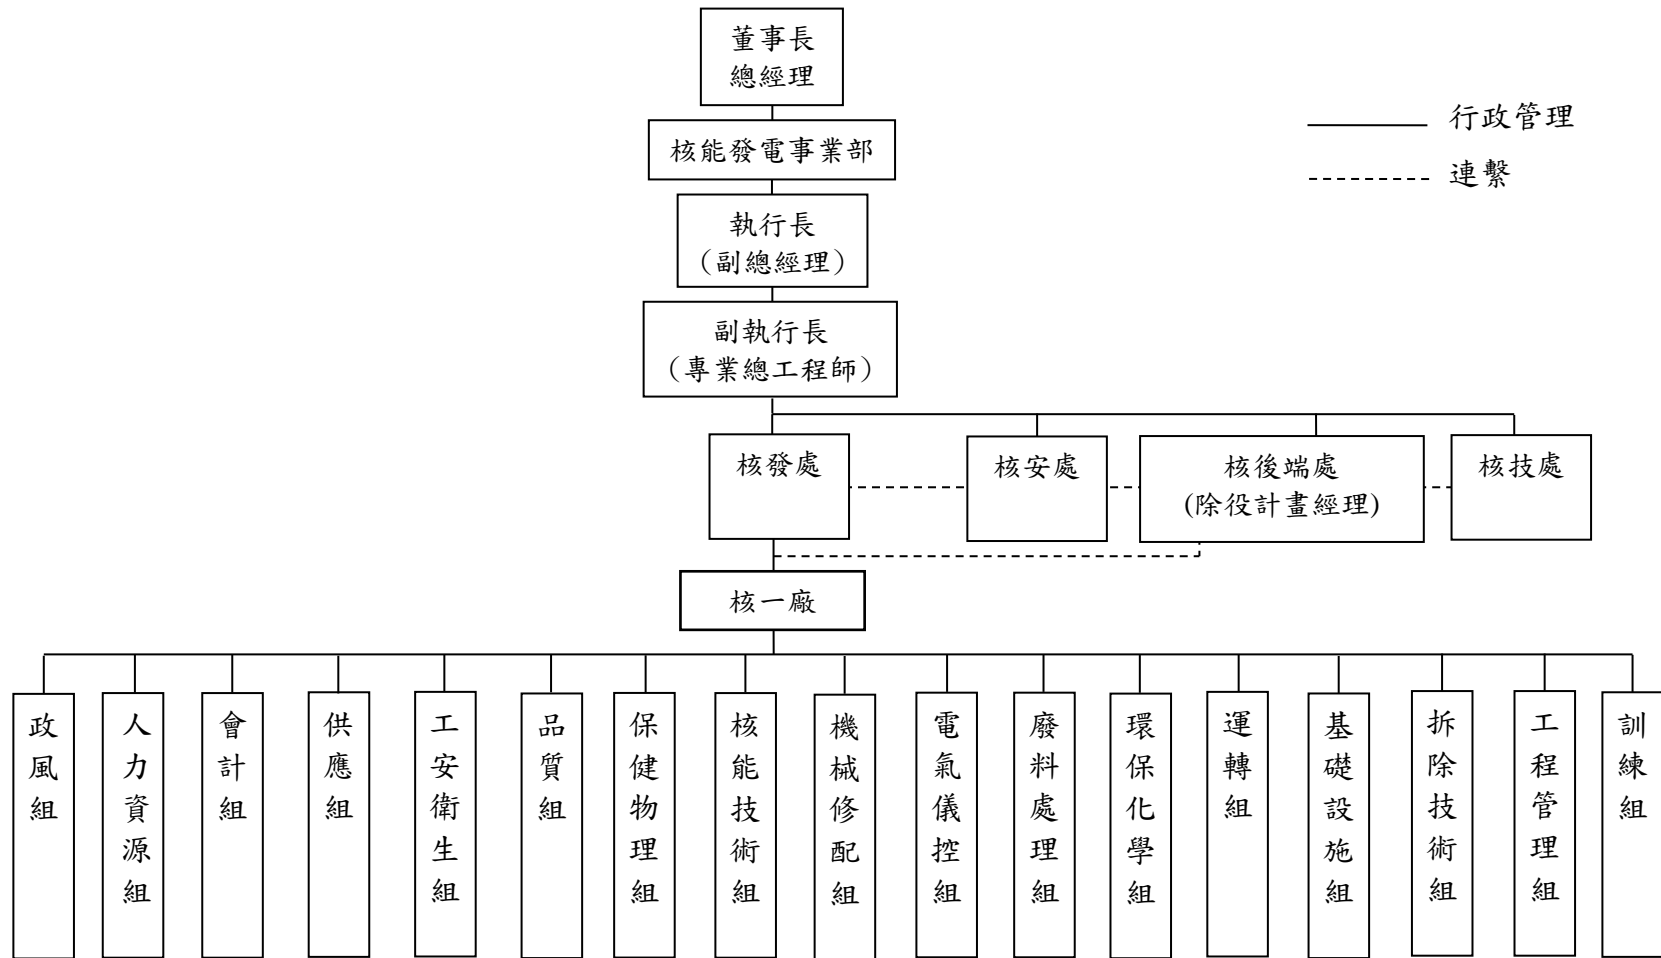 董事長
總經理
行政管理
核能發電事業部
連繫
執行長
（副總經理）
副執行長
（專業總工程師）
核發處
核安處
核後端處
(除役計畫經理)
核技處
核一廠
政風組
人力資源組
會計組
供應組
工安衛生組
品質組
保健物理組
核能技術組
機械修配組
電氣儀控組
廢料處理組
環保化學組
運轉組
基礎設施組
拆除技術組
工程管理組
訓練組